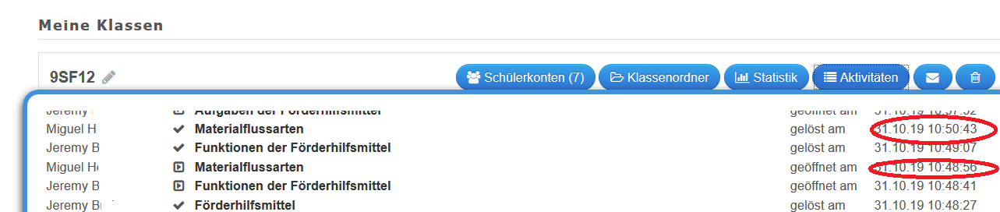 Meine Klassen
9SF12 Schülerkonten (7) Klassenordner Statistik Aktivitäten
Jeremy Aufgaben der Förderhilfsmittel geöffnet am 31.10.19 10:57:52
Miguel H Materialflussarten gelöst am 31.10.19 10:50:43
Jeremy B Funktionen der Förderhilfsmittel gelöst am 31.10.19 10:49:07
Miguel He Materialflussarten geöffnet am 31.10.19 10:48:56
Jeremy B Funktionen der Förderhilfsmittel geöffnet am 31.10.19 10:48:41
Jeremy B Förderhilfsmittel gelöst am 31.10.19 10:48:27